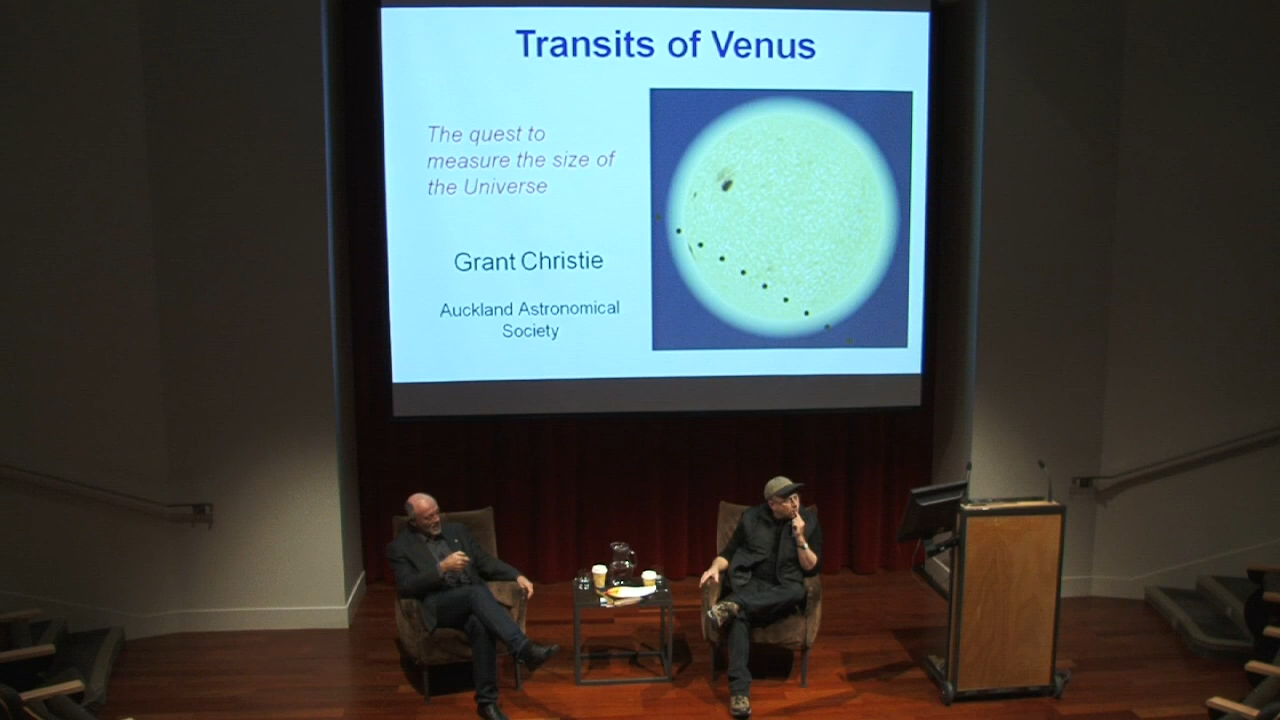 Transits of Venus
The quest to
measure the size of
the Universe
Grant Christie
Auckland Astronomical
Society